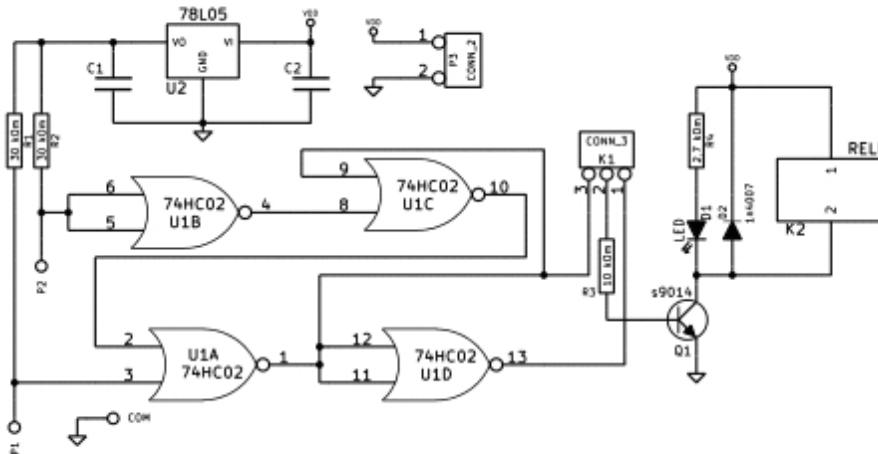 78L05
VO
VI
GND
U2
C1
C2
VDD
VDD
1
2
P3
CONN_2
30 kOm
R1
30 kOm
R2
6
5
74HC02
U1B
4
9
8
74HC02
U1C
10
CONN_3
K1
3
2
1
VDD
2.7 kOm
R4
LED
D1
D2
1n4007
REL
1
2
K2
P2
R3
10 kOm
s9014
Q1
2
3
U1A
74HC02
1
12
11
74HC02
U1D
13
COM
P1